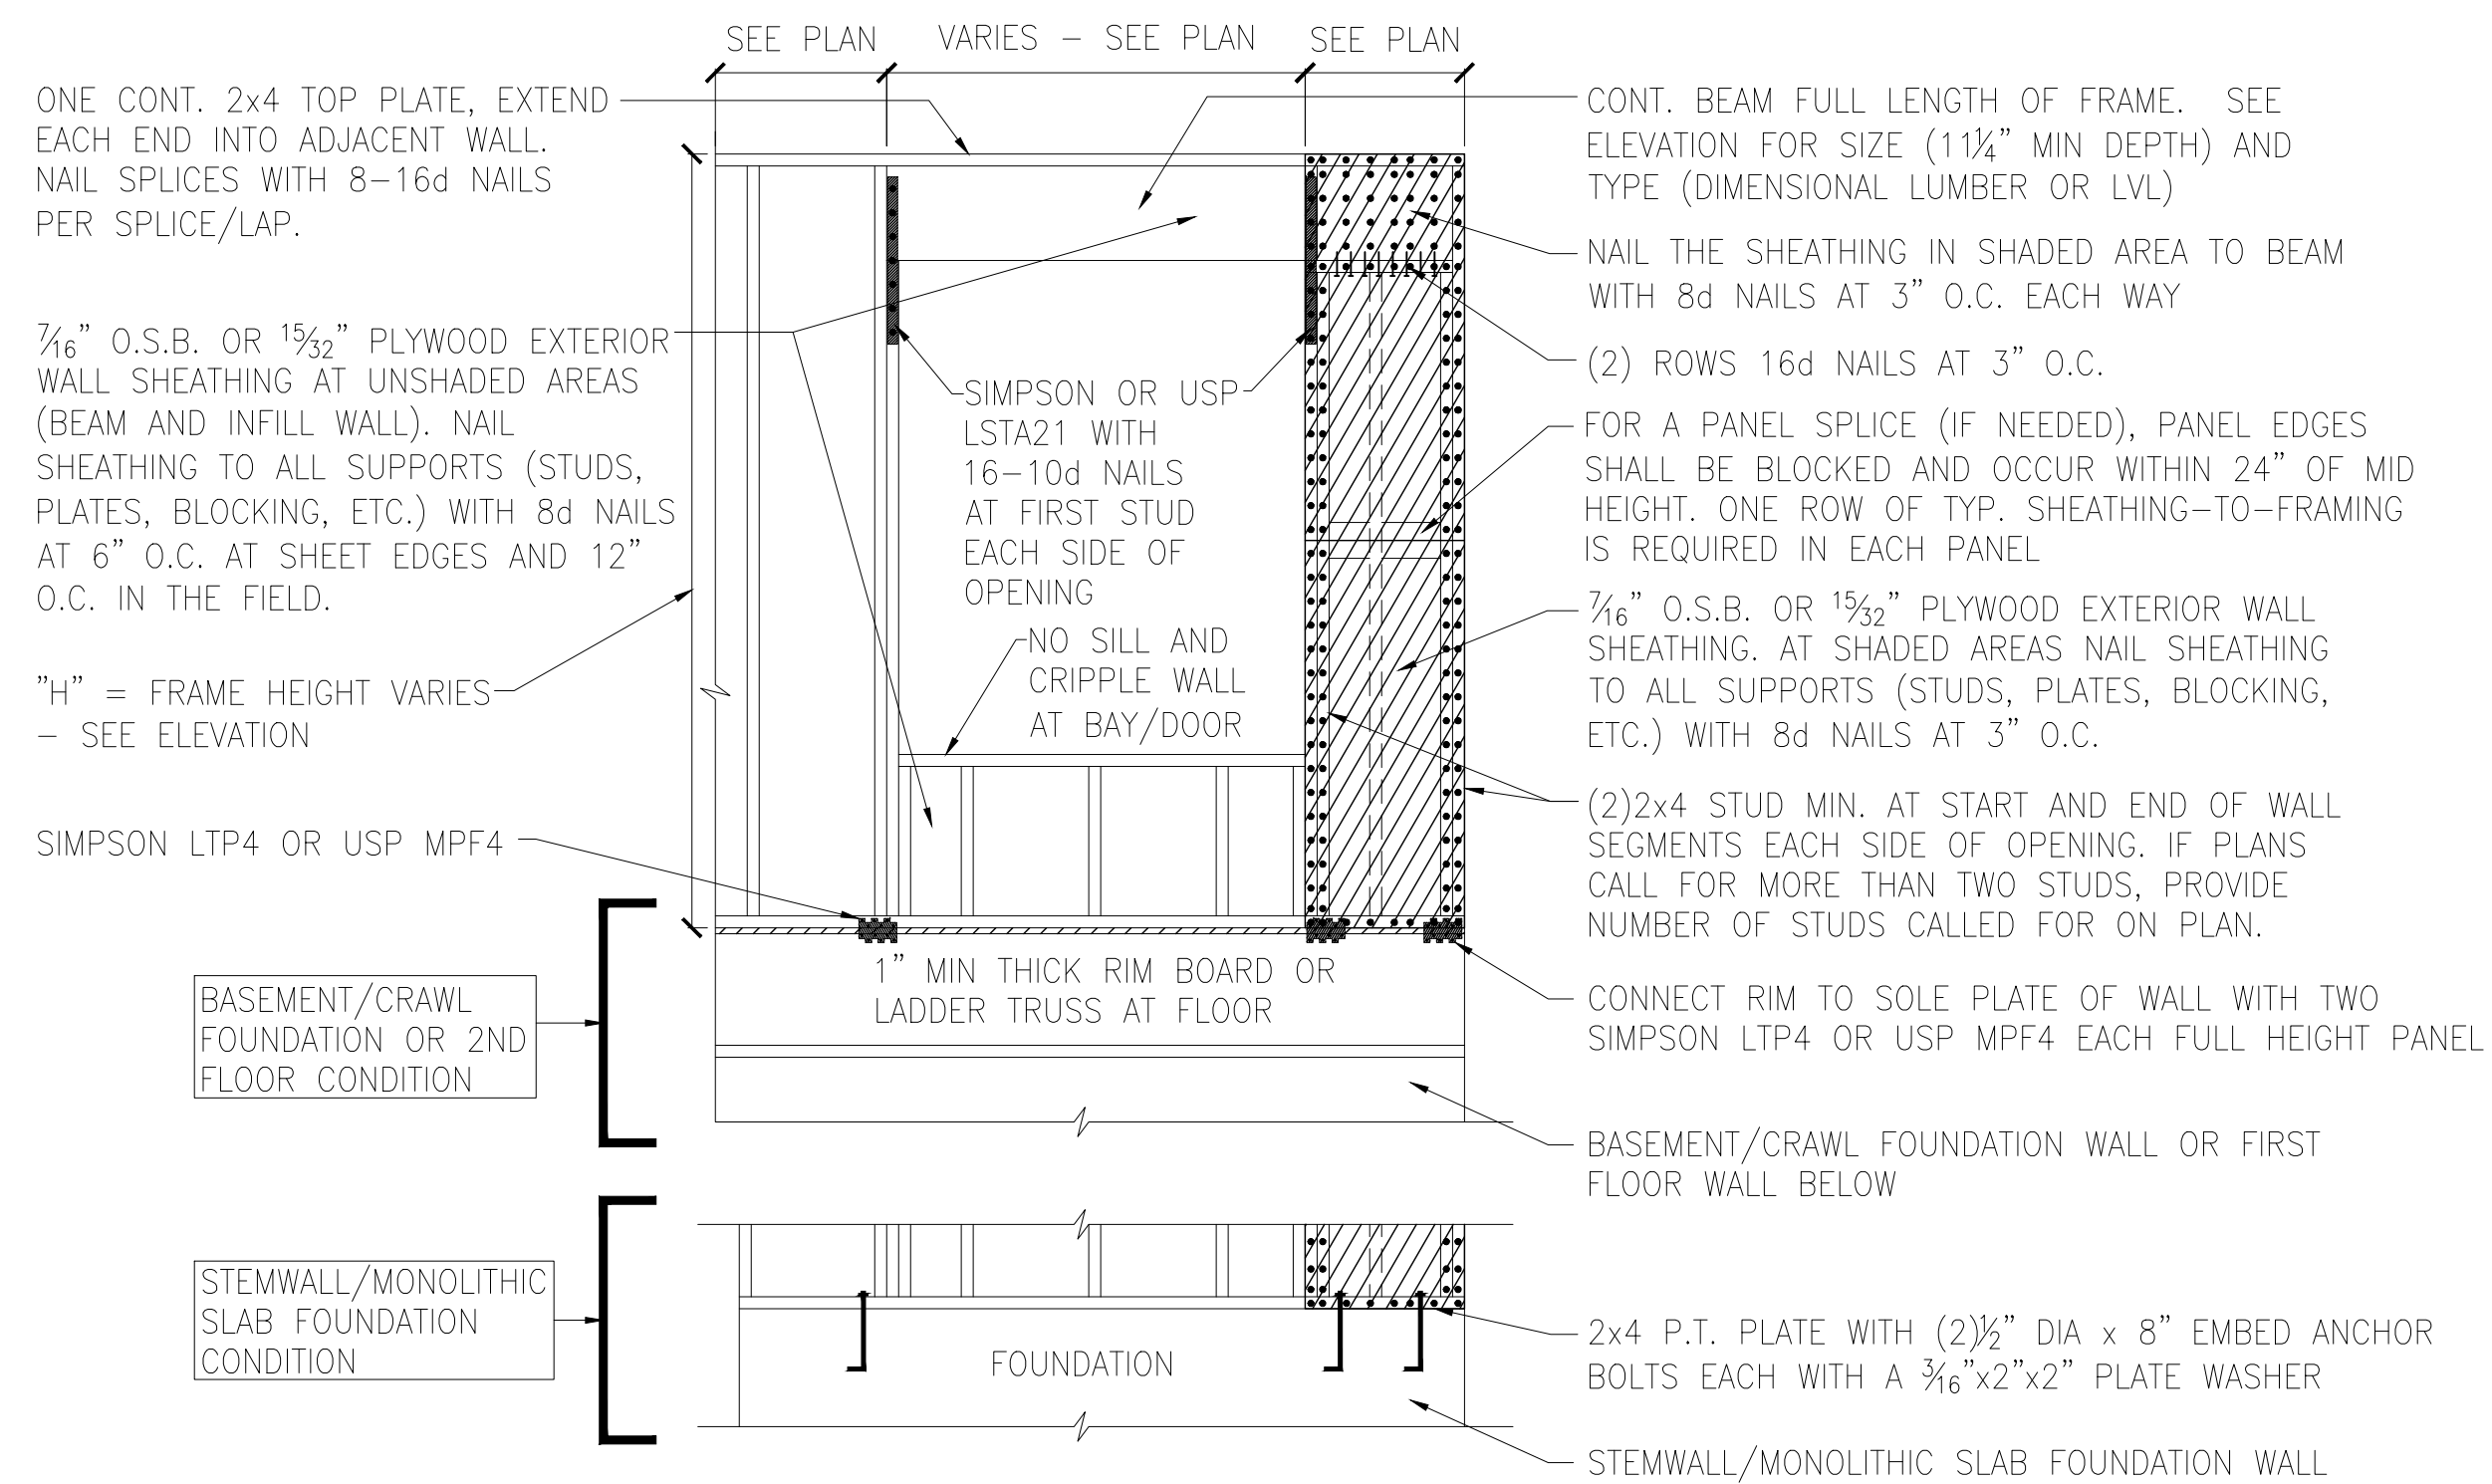 SEE PLAN
VARIES – SEE PLAN
SEE PLAN
ONE CONT. 2x4 TOP PLATE, EXTEND
EACH END INTO ADJACENT WALL.
NAIL SPLICES WITH 8–16d NAILS
PER SPLICE/LAP.
7/16" O.S.B. OR 15/32" PLYWOOD EXTERIOR
WALL SHEATHING AT UNSHADED AREAS
(BEAM AND INFILL WALL). NAIL
SHEATHING TO ALL SUPPORTS (STUDS,
PLATES, BLOCKING, ETC.) WITH 8d NAILS
AT 6" O.C. AT SHEET EDGES AND 12"
O.C. IN THE FIELD.
"H" = FRAME HEIGHT VARIES
– SEE ELEVATION
SIMPSON LTP4 OR USP MPF4
BASEMENT/CRAWL
FOUNDATION OR 2ND
FLOOR CONDITION
STEMWALL/MONOLITHIC
SLAB FOUNDATION
CONDITION
SIMPSON OR USP
LSTA21 WITH
16–10d NAILS
AT FIRST STUD
EACH SIDE OF
OPENING
NO SILL AND
CRIPPLE WALL
AT BAY/DOOR
1" MIN THICK RIM BOARD OR
LADDER TRUSS AT FLOOR
FOUNDATION
CONT. BEAM FULL LENGTH OF FRAME. SEE
ELEVATION FOR SIZE (11 1/4" MIN DEPTH) AND
TYPE (DIMENSIONAL LUMBER OR LVL)
NAIL THE SHEATHING IN SHADED AREA TO BEAM
WITH 8d NAILS AT 3" O.C. EACH WAY
(2) ROWS 16d NAILS AT 3" O.C.
FOR A PANEL SPLICE (IF NEEDED), PANEL EDGES
SHALL BE BLOCKED AND OCCUR WITHIN 24" OF MID
HEIGHT. ONE ROW OF TYP. SHEATHING–TO–FRAMING
IS REQUIRED IN EACH PANEL
7/16" O.S.B. OR 15/32" PLYWOOD EXTERIOR WALL
SHEATHING. AT SHADED AREAS NAIL SHEATHING
TO ALL SUPPORTS (STUDS, PLATES, BLOCKING,
ETC.) WITH 8d NAILS AT 3" O.C.
(2)2x4 STUD MIN. AT START AND END OF WALL
SEGMENTS EACH SIDE OF OPENING. IF PLANS
CALL FOR MORE THAN TWO STUDS, PROVIDE
NUMBER OF STUDS CALLED FOR ON PLAN.
CONNECT RIM TO SOLE PLATE OF WALL WITH TWO
SIMPSON LTP4 OR USP MPF4 EACH FULL HEIGHT PANEL
BASEMENT/CRAWL FOUNDATION WALL OR FIRST
FLOOR WALL BELOW
2x4 P.T. PLATE WITH (2)1/2" DIA x 8" EMBED ANCHOR
BOLTS EACH WITH A 3/16"x2"x2" PLATE WASHER
STEMWALL/MONOLITHIC SLAB FOUNDATION WALL